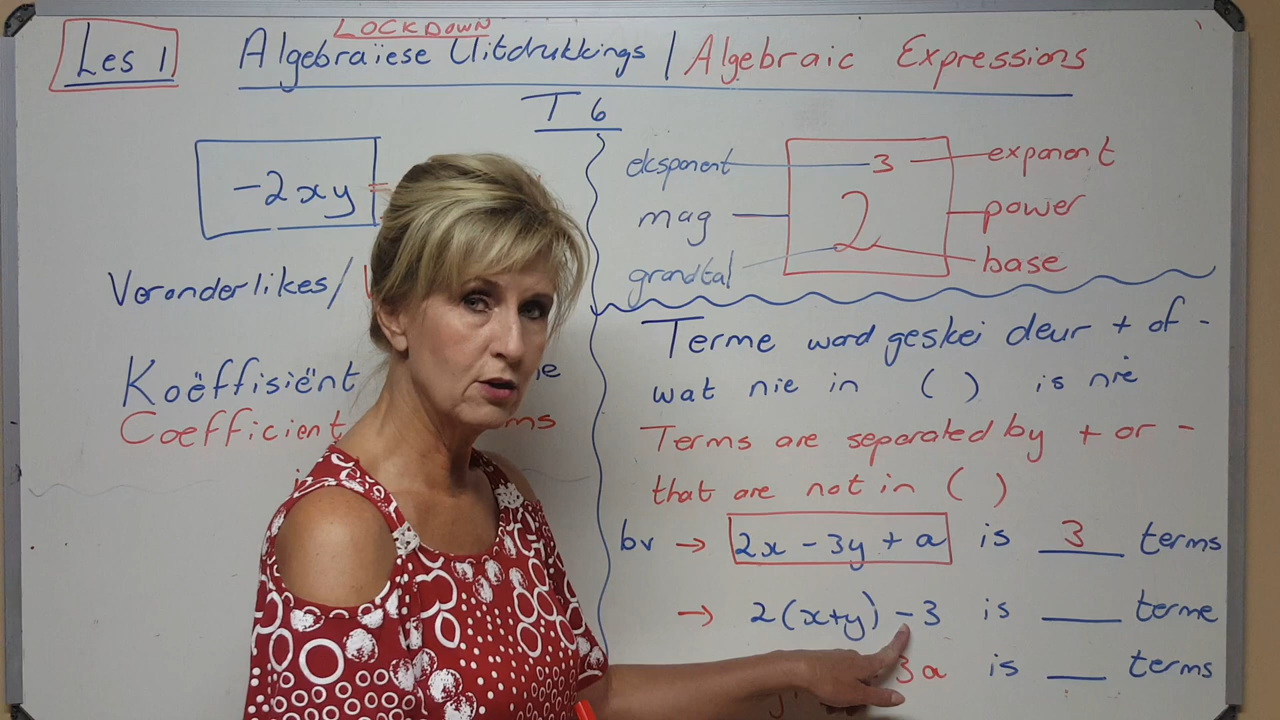 Les 1
LOCKDOWN
Algebraïese Uitdrukkings / Algebraic Expressions
T 6
-2xy
Veranderlikes/
Koëffisiënt
Coefficient
eksponent 3 exponent
mag 2 power
grondtal base
Terme word geskei deur + of -
wat nie in ( ) is nie
Terms are separated by + or -
that are not in ( )
bv → 2x - 3y + a is 3 terms
→ 2(x+y) - 3 is ___ terme
3a is ___ terms